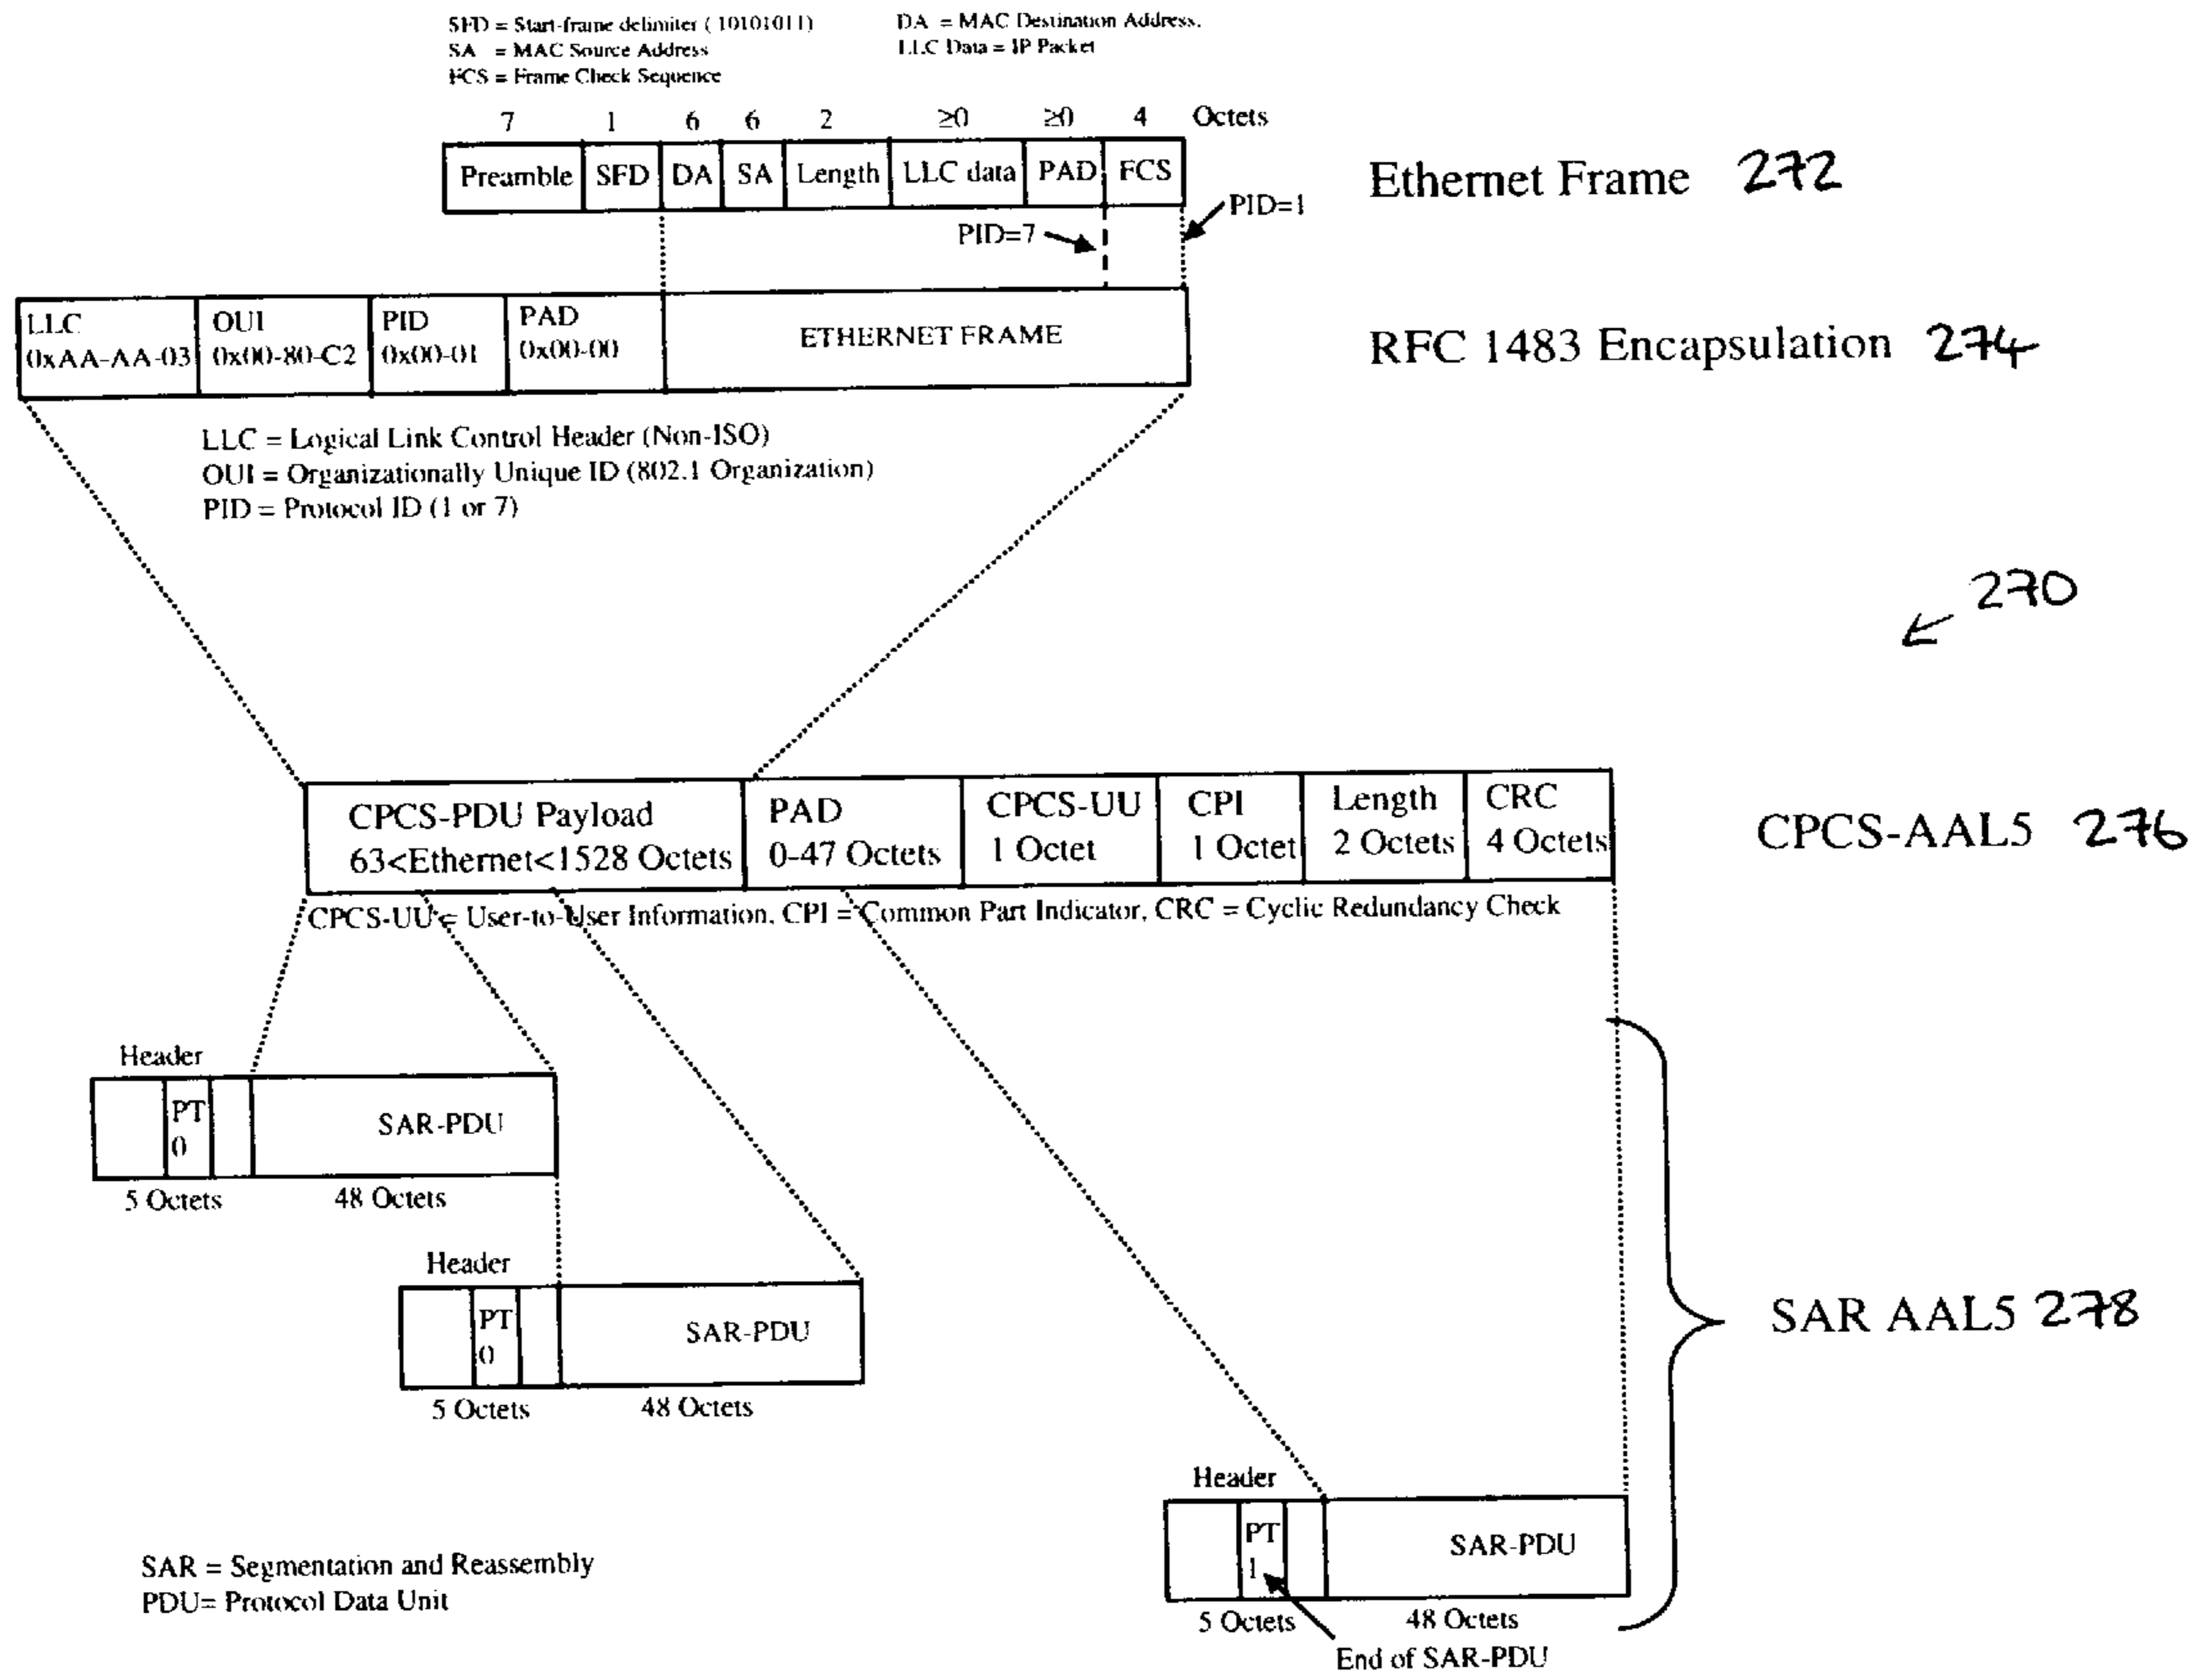 SFD = Start-frame delimiter ( 10101011) DA = MAC Destination Address.
SA = MAC Source Address LLC Data = IP Packet
FCS = Frame Check Sequence
7 1 6 6 2 ≥0 ≥0 4 Octets
Preamble SFD DA SA Length LLC data PAD FCS
Ethernet Frame 272
PID=1
PID=7
LLC OUI PID PAD
0xAA-AA-03 0x00-80-C2 0x00-01 0x00-00
ETHERNET FRAME
RFC 1483 Encapsulation 274
LLC = Logical Link Control Header (Non-ISO)
OUI = Organizationally Unique ID (802.1 Organization)
PID = Protocol ID (1 or 7)
270
CPCS-PDU Payload PAD CPCS-UU CPI Length CRC
63<Ethernet<1528 Octets 0-47 Octets 1 Octet 1 Octet 2 Octets 4 Octets
CPCS-AAL5 276
CPCS-UU = User-to-User Information, CPI = Common Part Indicator, CRC = Cyclic Redundancy Check
Header
PT
0
SAR-PDU
5 Octets 48 Octets
Header
PT
0
SAR-PDU
5 Octets 48 Octets
SAR AAL5 278
Header
PT
1
SAR-PDU
5 Octets 48 Octets
End of SAR-PDU
SAR = Segmentation and Reassembly
PDU= Protocol Data Unit